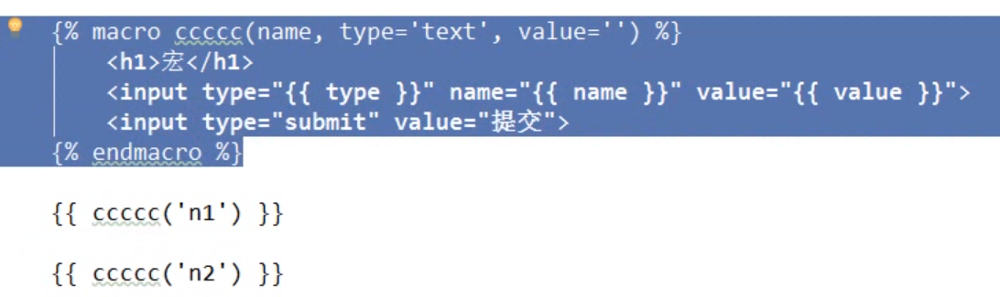 {% macro ccccc(name, type='text', value='') %}
<h1>宏</h1>
<input type="{{ type }}" name="{{ name }}" value="{{ value }}">
<input type="submit" value="提交">
{% endmacro %}
{{ ccccc('n1') }}
{{ ccccc('n2') }}